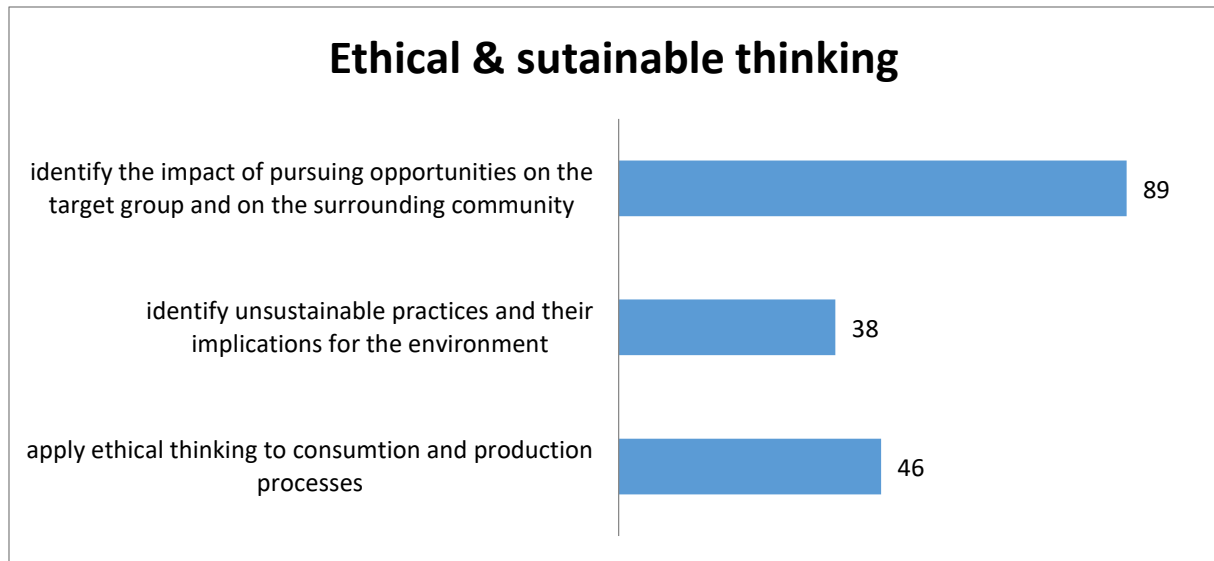 Ethical & sutainable thinking
identify the impact of pursuing opportunities on the
target group and on the surrounding community
89
identify unsustainable practices and their
implications for the environment
38
apply ethical thinking to consumtion and production
processes
46